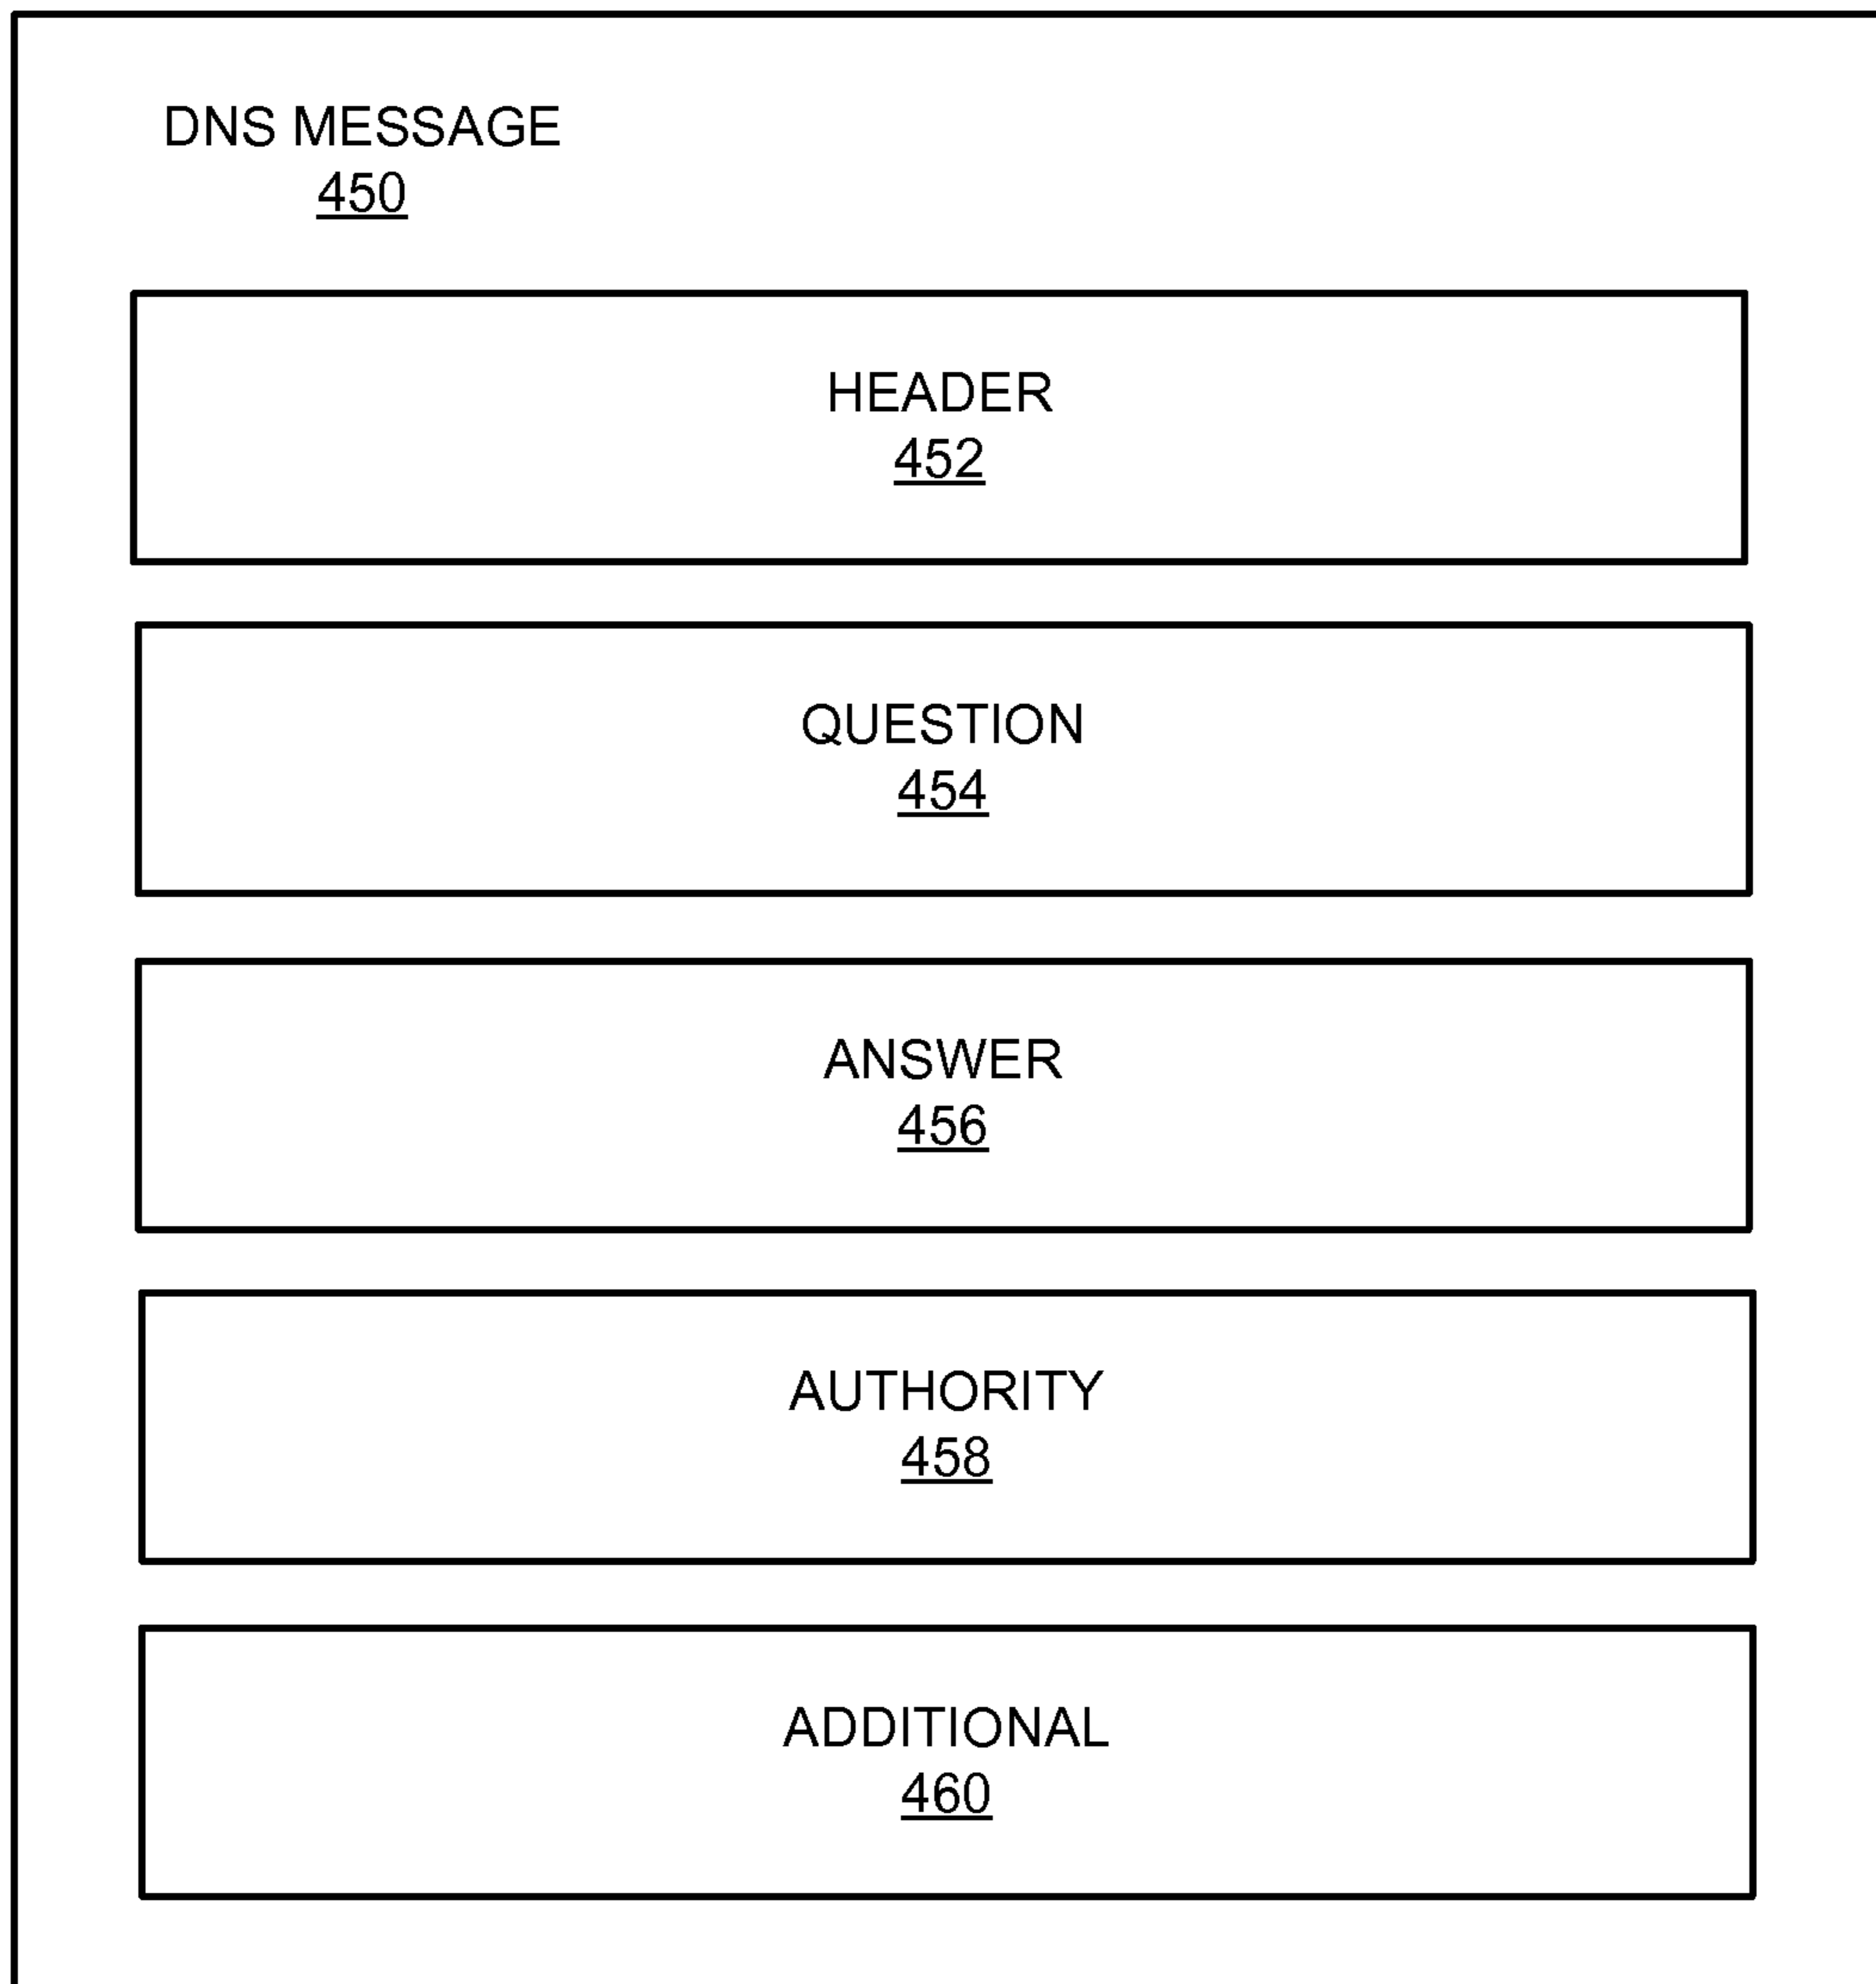 DNS MESSAGE
450
HEADER
452
QUESTION
454
ANSWER
456
AUTHORITY
458
ADDITIONAL
460